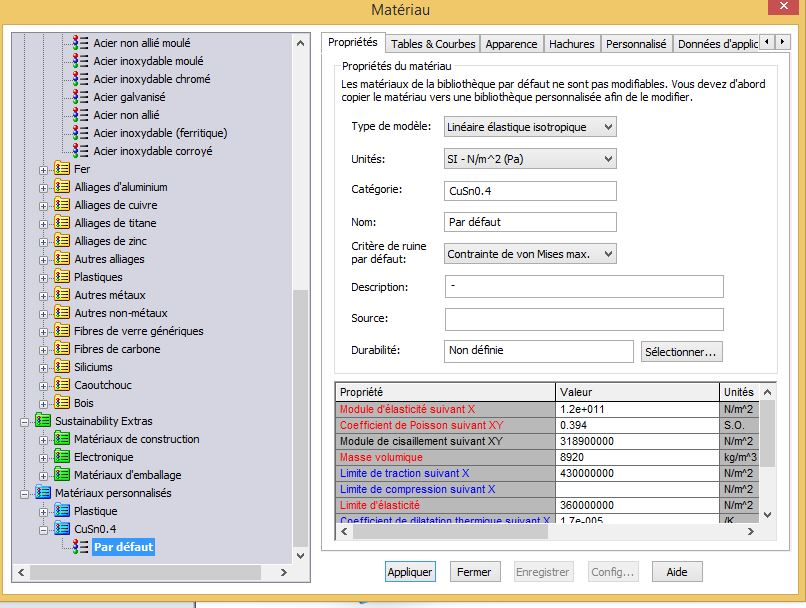 Matériau
Acier non allié moulé
Acier inoxydable moulé
Acier inoxydable chromé
Acier galvanisé
Acier non allié
Acier inoxydable (ferritique)
Acier inoxydable corroyé
Fer
Alliages d'aluminium
Alliages de cuivre
Alliages de titane
Alliages de zinc
Autres alliages
Plastiques
Autres métaux
Autres non-métaux
Fibres de verre génériques
Fibres de carbone
Siliciums
Caoutchouc
Bois
Sustainability Extras
Matériaux de construction
Electronique
Matériaux d'emballage
Matériaux personnalisés
Plastique
CuSn0.4
Par défaut
Propriétés Tables & Courbes Apparence Hachures Personnalisé Données d'applic
Propriétés du matériau
Les matériaux de la bibliothèque par défaut ne sont pas modifiables. Vous devez d'abord
copier le matériau vers une bibliothèque personnalisée afin de le modifier.
Type de modèle: Linéaire élastique isotropique
Unités: SI - N/m^2 (Pa)
Catégorie: CuSn0.4
Nom: Par défaut
Critère de ruine
par défaut: Contrainte de von Mises max.
Description: -
Source:
Durabilité: Non définie Sélectionner...
Propriété Valeur Unités
Module d'élasticité suivant X 1.2e+011 N/m^2
Coefficient de Poisson suivant XY 0.394 S.O.
Module de cisaillement suivant XY 318900000 N/m^2
Masse volumique 8920 kg/m^3
Limite de traction suivant X 430000000 N/m^2
Limite de compression suivant X N/m^2
Limite d'élasticité 360000000 N/m^2
Coefficient de dilatation thermique suivant X 1.7e-005 /K
Appliquer Fermer Enregistrer Config... Aide